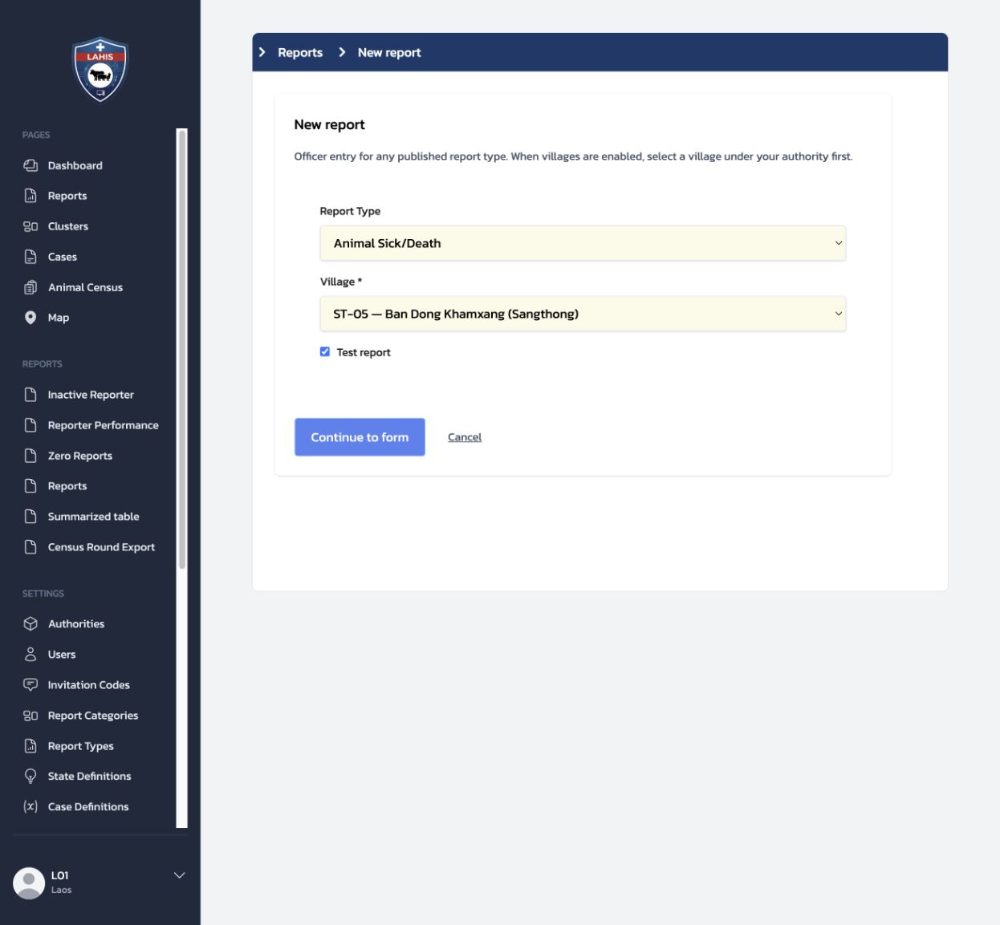 LAHIS
PAGES
Dashboard
Reports
Clusters
Cases
Animal Census
Map
REPORTS
Inactive Reporter
Reporter Performance
Zero Reports
Reports
Summarized table
Census Round Export
SETTINGS
Authorities
Users
Invitation Codes
Report Categories
Report Types
State Definitions
(x) Case Definitions
L01
Laos
Reports
New report
New report
Officer entry for any published report type. When villages are enabled, select a village under your authority first.
Report Type
Animal Sick/Death
Village *
ST-05 — Ban Dong Khamxang (Sangthong)
Test report
Continue to form
Cancel